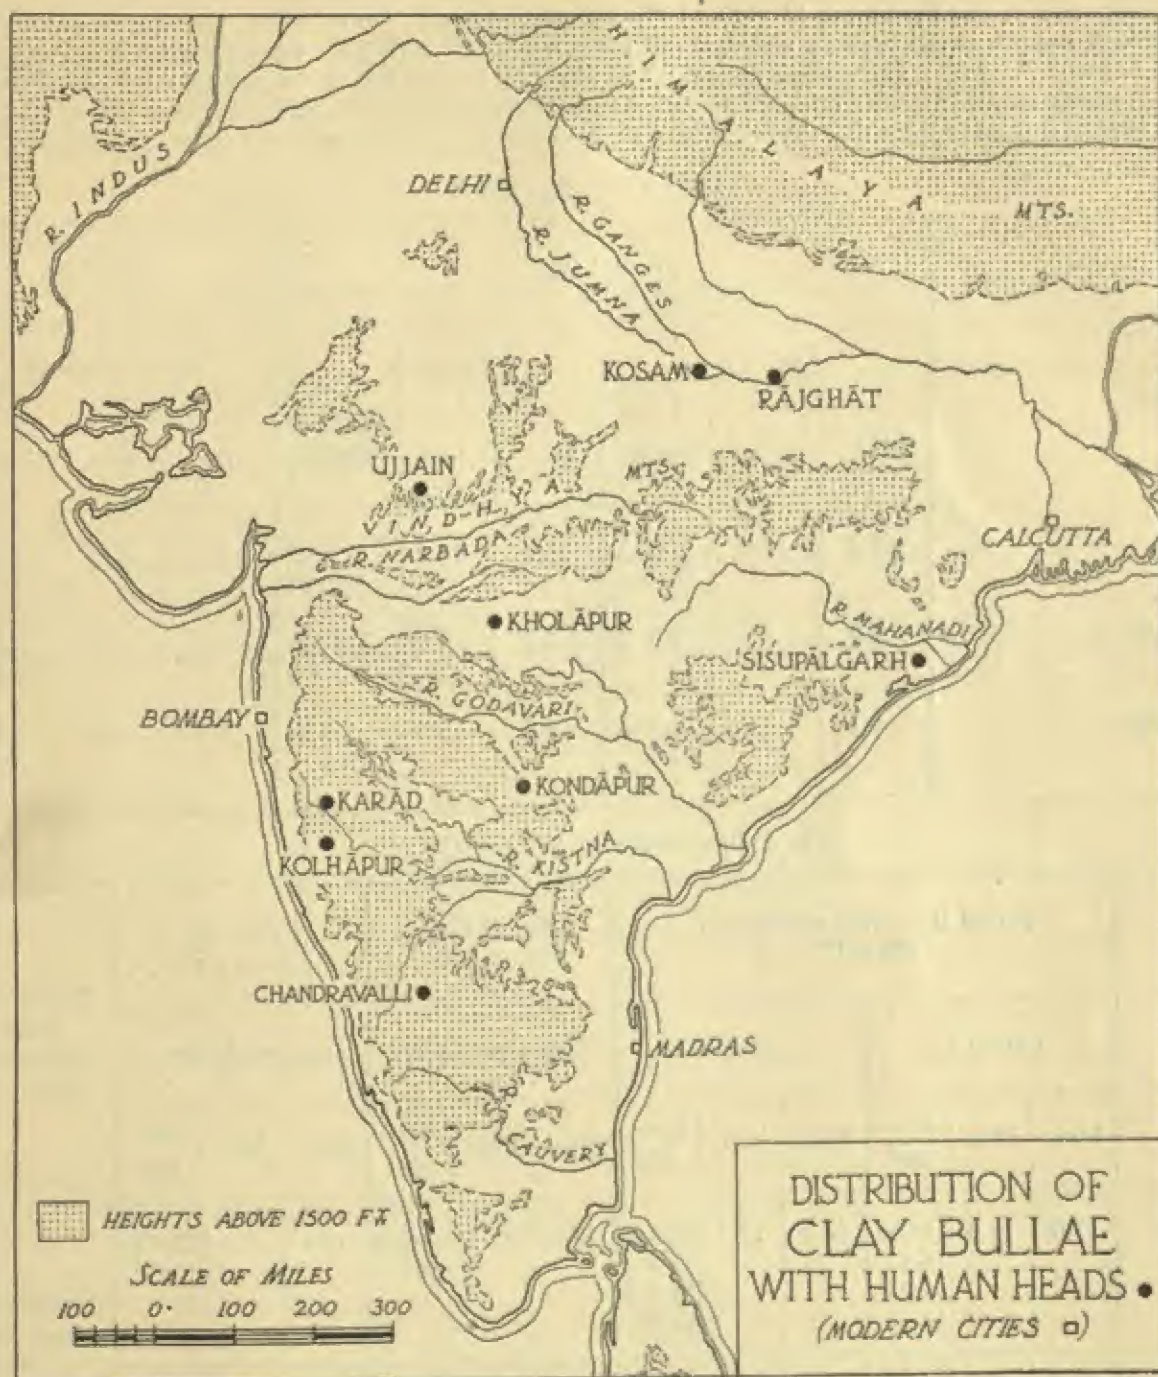 HIMALAYA MTS.
R. INDUS
DELHI
R. GANGES
R. JUMNA
KOSAM
RĀJGHĀT
UJJAIN
VINDHYA MTS.
R. NARBADA
CALCUTTA
KHOLĀPUR
R. MAHANADI
SISUPĀLGARH
R. GODAVARI
BOMBAY
KARĀD
KONDĀPUR
KOLHĀPUR
R. KISTNA
CHANDRAVALLI
MADRAS
R. CAUVERY
HEIGHTS ABOVE 1500 FT.
SCALE OF MILES
100 0 100 200 300
DISTRIBUTION OF
CLAY BULLAE
WITH HUMAN HEADS
(MODERN CITIES)